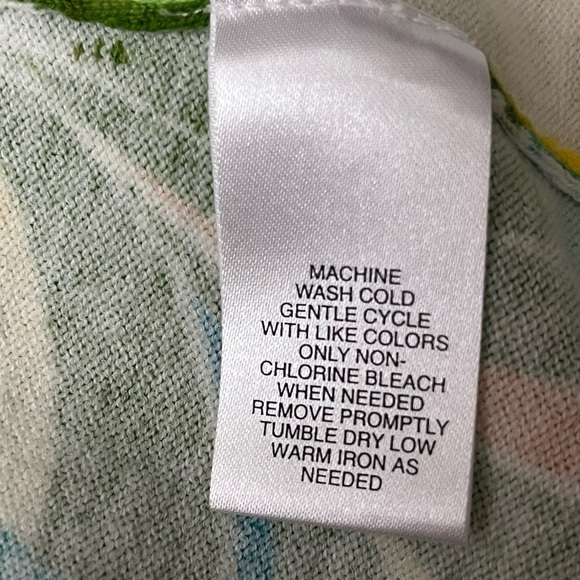 MACHINE
WASH COLD
GENTLE CYCLE
WITH LIKE COLORS
ONLY NON-
CHLORINE BLEACH
WHEN NEEDED
REMOVE PROMPTLY
TUMBLE DRY LOW
WARM IRON AS
NEEDED